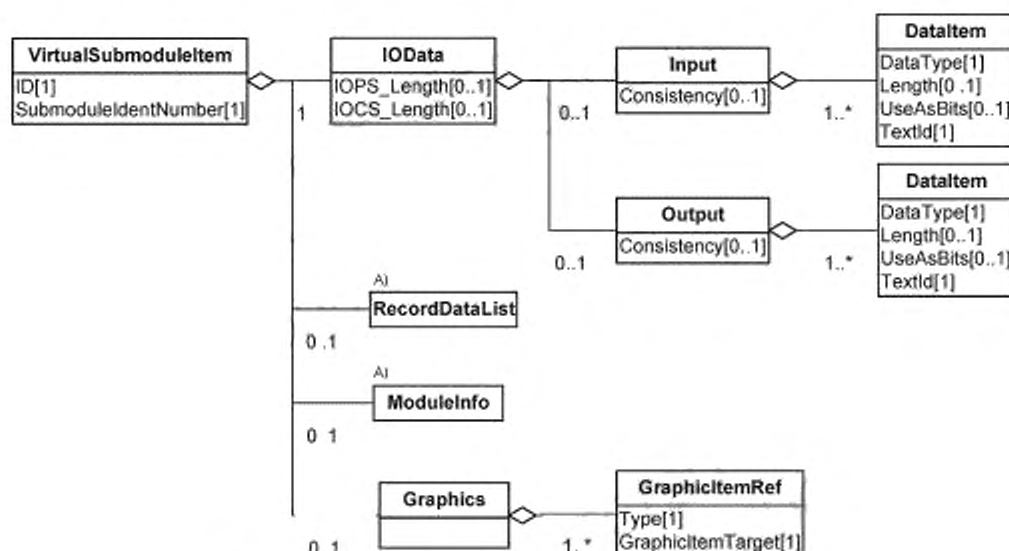 VirtualSubmoduleItem
ID[1]
SubmoduleIdentNumber[1]
1
IOData
IOPS_Length[0..1]
IOCS_Length[0..1]
0..1
Input
Consistency[0..1]
1..*
DataItem
DataType[1]
Length[0 .1]
UseAsBits[0..1]
TextId[1]
0..1
Output
Consistency[0..1]
1..*
DataItem
DataType[1]
Length[0..1]
UseAsBits[0..1]
TextId[1]
A)
RecordDataList
0 .1
A)
ModuleInfo
0 1
Graphics
0 1
1. *
GraphicItemRef
Type[1]
GraphicItemTarget[1]